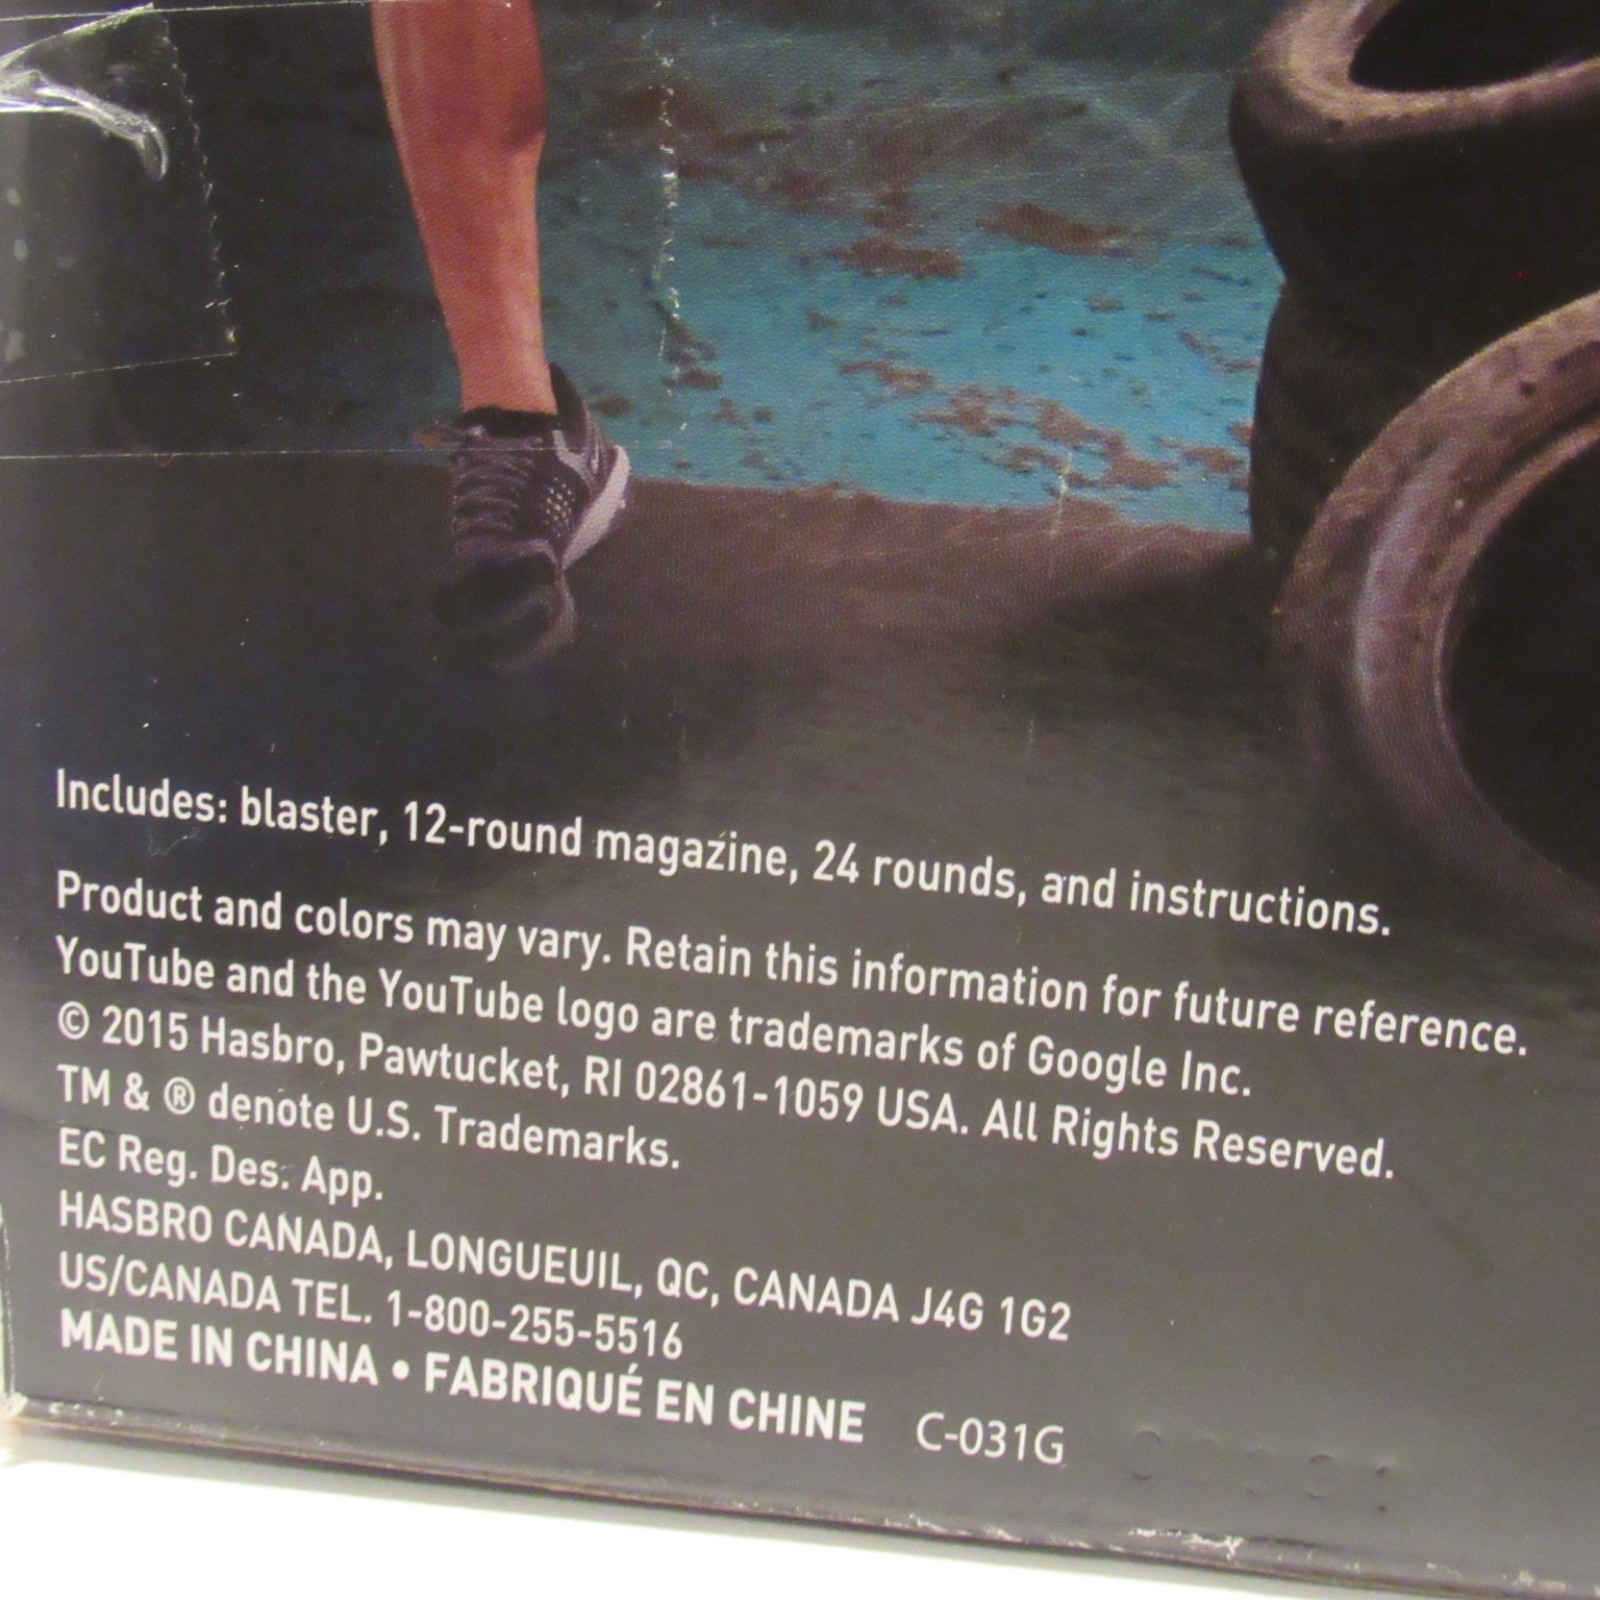 Includes: blaster, 12-round magazine, 24 rounds, and instructions.
Product and colors may vary. Retain this information for future reference.
YouTube and the YouTube logo are trademarks of Google Inc.
© 2015 Hasbro, Pawtucket, RI 02861-1059 USA. All Rights Reserved.
TM & ® denote U.S. Trademarks.
EC Reg. Des. App.
HASBRO CANADA, LONGUEUIL, QC, CANADA J4G 1G2
US/CANADA TEL. 1-800-255-5516
MADE IN CHINA • FABRIQUÉ EN CHINE C-031G